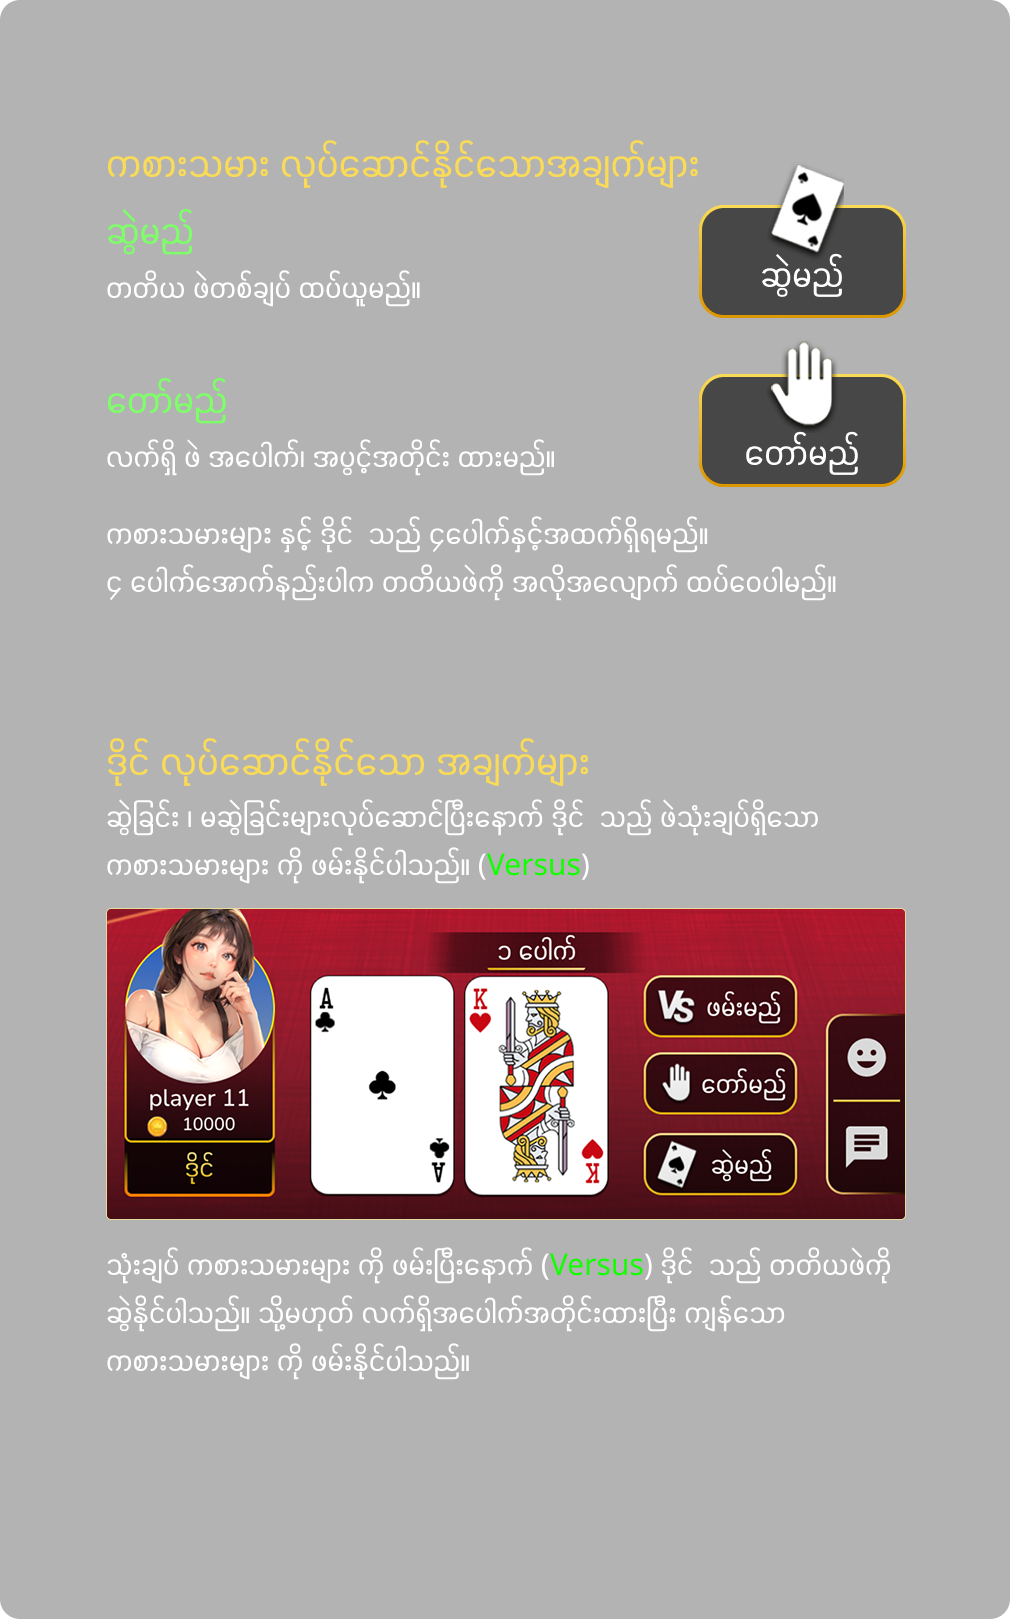 ကစားသမား လုပ်ဆောင်နိုင်သောအချက်များ
ဆွဲမည်
တတိယ ဖဲတစ်ချပ် ထပ်ယူမည်။
ဆွဲမည်
တော်မည်
လက်ရှိ ဖဲ အပေါက်၊ အပွင့်အတိုင်း ထားမည်။
တော်မည်
ကစားသမားများ နှင့် ဒိုင် သည် ၄ပေါက်နှင့်အထက်ရှိရမည်။
၄ ပေါက်အောက်နည်းပါက တတိယဖဲကို အလိုအလျောက် ထပ်ဝေပါမည်။
ဒိုင် လုပ်ဆောင်နိုင်သော အချက်များ
ဆွဲခြင်း ၊ မဆွဲခြင်းများလုပ်ဆောင်ပြီးနောက် ဒိုင် သည် ဖဲသုံးချပ်ရှိသော
ကစားသမားများ ကို ဖမ်းနိုင်ပါသည်။ (Versus)
၁ ပေါက်
A
K
VS ဖမ်းမည်
တော်မည်
ဆွဲမည်
player 11
10000
ဒိုင်
A
K
သုံးချပ် ကစားသမားများ ကို ဖမ်းပြီးနောက် (Versus) ဒိုင် သည် တတိယဖဲကို
ဆွဲနိုင်ပါသည်။ သို့မဟုတ် လက်ရှိအပေါက်အတိုင်းထားပြီး ကျန်သော
ကစားသမားများ ကို ဖမ်းနိုင်ပါသည်။